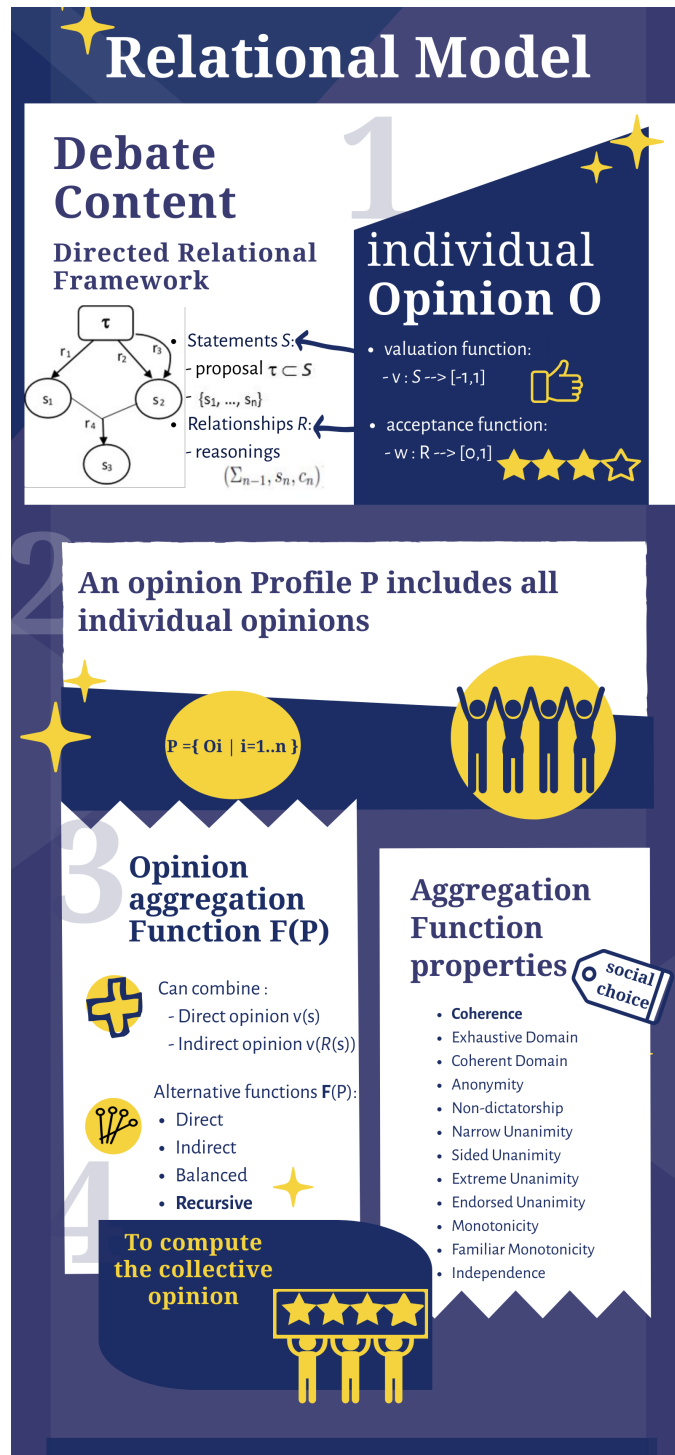 Relational Model
1
Debate
Content
Directed Relational
Framework
τ
r1
r2
r3
s1
s2
r4
s3
• Statements S:
- proposal τ ⊂ S
- {s1, ..., sn}
• Relationships R:
- reasonings
(Σn−1, sn, cn)
individual
Opinion O
• valuation function:
- v : S --> [-1,1]
• acceptance function:
- w : R --> [0,1]
2
An opinion Profile P includes all
individual opinions
P ={ Oi | i=1..n }
3
Opinion
aggregation
Function F(P)
Can combine :
- Direct opinion v(s)
- Indirect opinion v(R(s))
Alternative functions F(P):
• Direct
• Indirect
• Balanced
• Recursive
Aggregation
Function
properties
social
choice
• Coherence
• Exhaustive Domain
• Coherent Domain
• Anonymity
• Non-dictatorship
• Narrow Unanimity
• Sided Unanimity
• Extreme Unanimity
• Endorsed Unanimity
• Monotonicity
• Familiar Monotonicity
• Independence
4
To compute
the collective
opinion